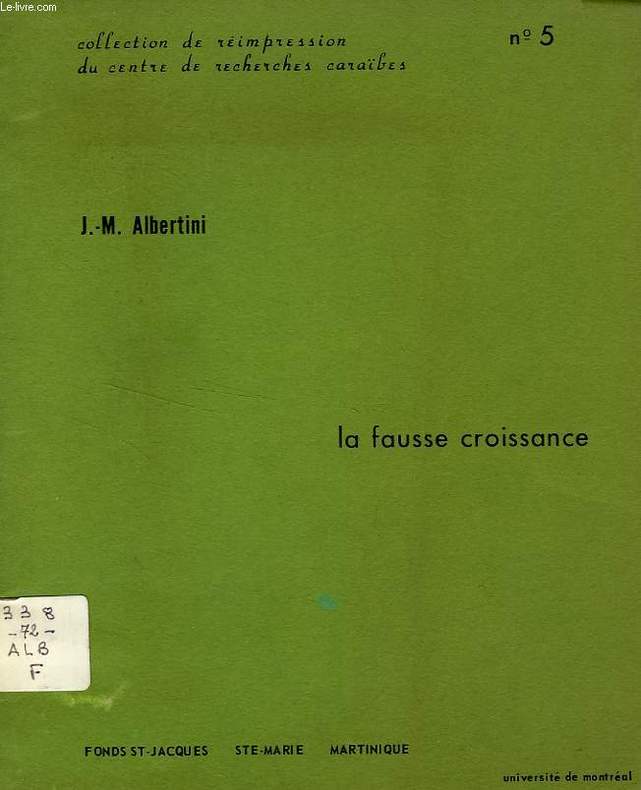 Le-livre.com
collection de réimpression nº 5
du centre de recherches caraïbes
J.-M. Albertini
la fausse croissance
338
-72-
ALB
F
FONDS ST-JACQUES STE-MARIE MARTINIQUE
université de montréal